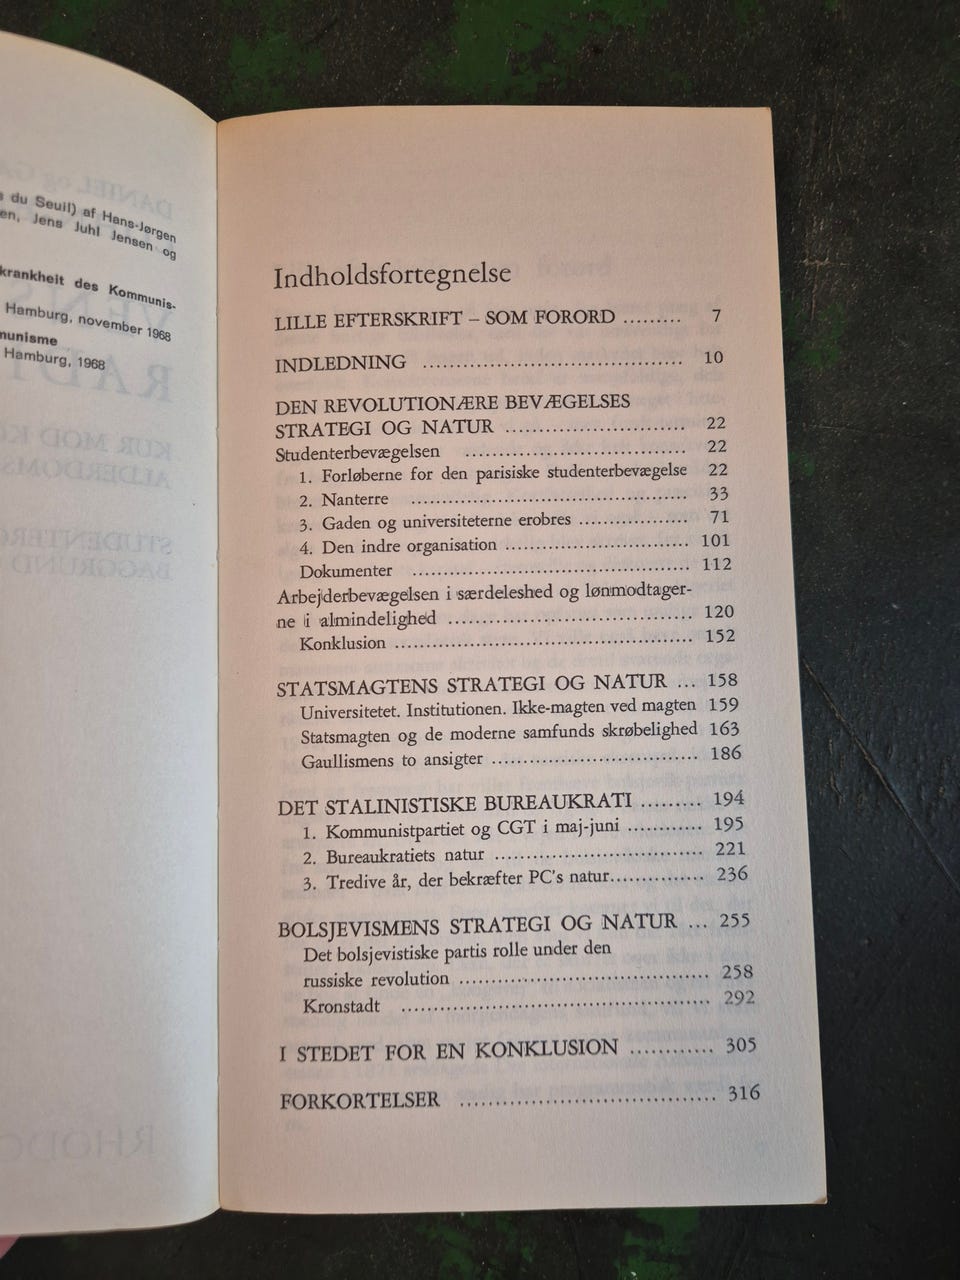 du Seuil) af Hans-Jørgen
en, Jens Juhl Jensen og
krankheit des Kommunis-
Hamburg, november 1968
munisme
Hamburg, 1968
Indholdsfortegnelse
LILLE EFTERSKRIFT – SOM FORORD ......... 7
INDLEDNING .................................... 10
DEN REVOLUTIONÆRE BEVÆGELSES
STRATEGI OG NATUR ......................... 22
Studenterbevægelsen .................................. 22
1. Forløberne for den parisiske studenterbevægelse 22
2. Nanterre ........................................ 33
3. Gaden og universiteterne erobres ................ 71
4. Den indre organisation ........................... 101
Dokumenter ........................................ 112
Arbejderbevægelsen i særdeleshed og lønmodtager-
ne i almindelighed ................................... 120
Konklusion ........................................... 152
STATSMAGTENS STRATEGI OG NATUR ... 158
Universitetet. Institutionen. Ikke-magten ved magten 159
Statsmagten og de moderne samfunds skrøbelighed 163
Gaullismens to ansigter .............................. 186
DET STALINISTISKE BUREAUKRATI ......... 194
1. Kommunistpartiet og CGT i maj-juni ............ 195
2. Bureaukratiets natur .............................. 221
3. Tredive år, der bekræfter PC's natur............... 236
BOLSJEVISMENS STRATEGI OG NATUR ... 255
Det bolsjevistiske partis rolle under den
russiske revolution ..................................... 258
Kronstadt .............................................. 292
I STEDET FOR EN KONKLUSION ............ 305
FORKORTELSER ..................................... 316